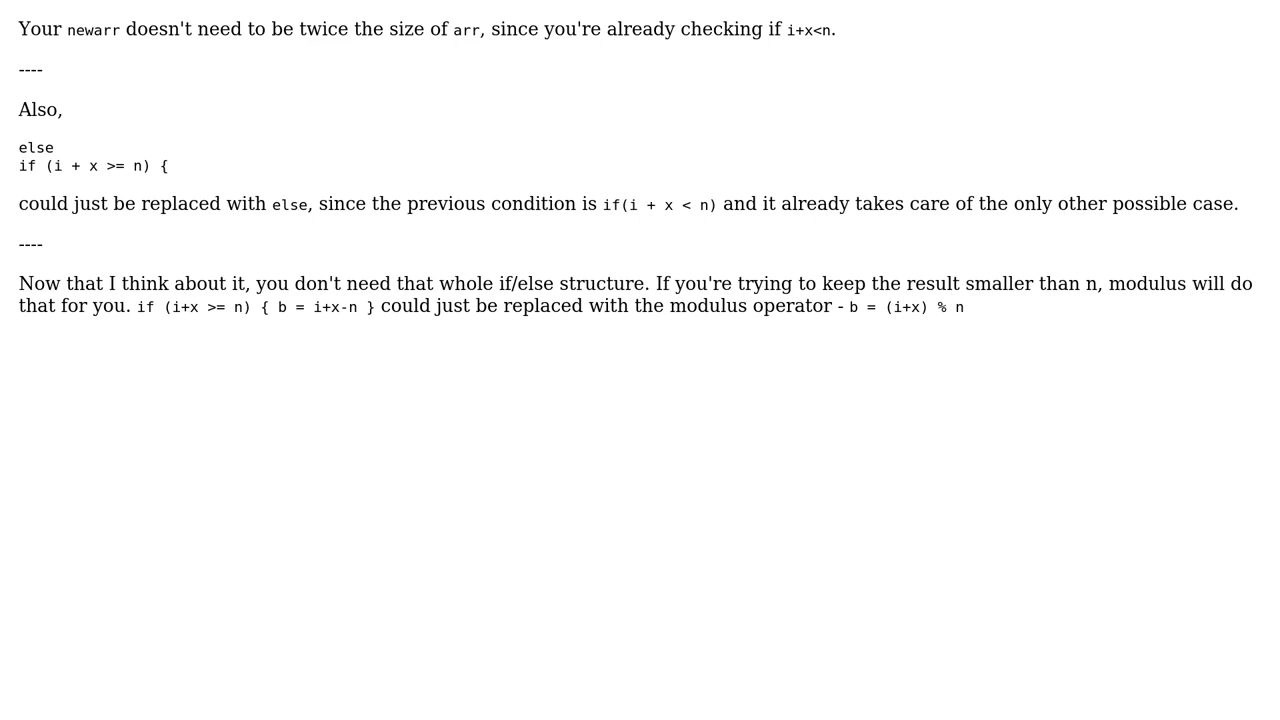 Your newarr doesn't need to be twice the size of arr, since you're already checking if i+x<n.
----
Also,
else
if (i + x >= n) {
could just be replaced with else, since the previous condition is if(i + x < n) and it already takes care of the only other possible case.
----
Now that I think about it, you don't need that whole if/else structure. If you're trying to keep the result smaller than n, modulus will do
that for you. if (i+x >= n) { b = i+x-n } could just be replaced with the modulus operator - b = (i+x) % n